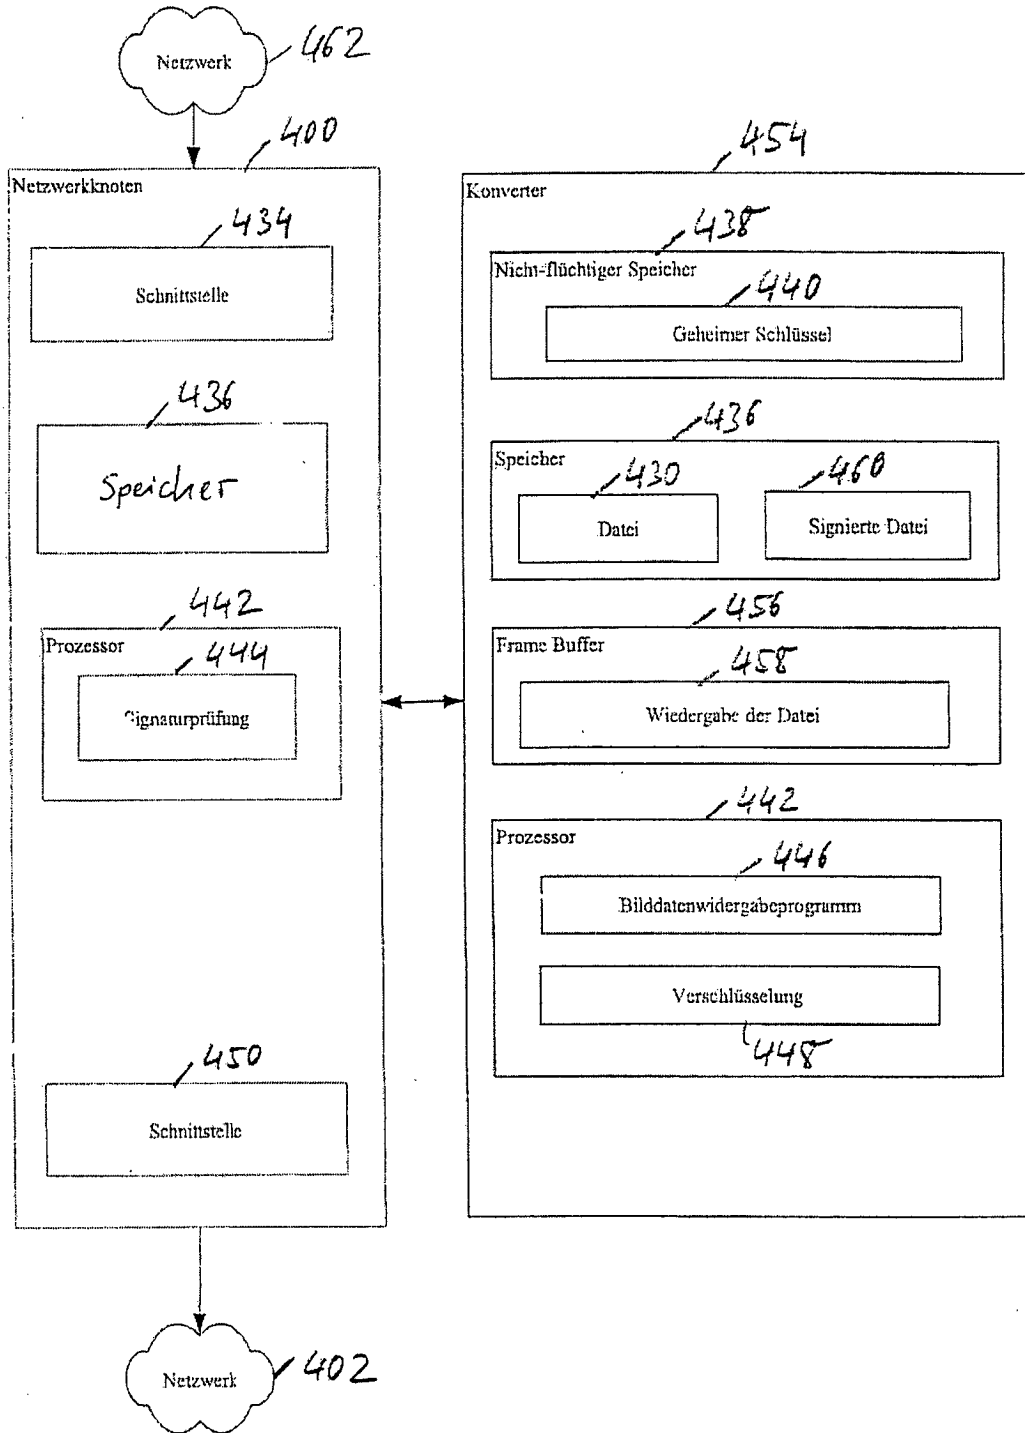 Netzwerk
462
400
Netzwerkknoten
434
Schnittstelle
436
Speicher
442
Prozessor
444
Signaturprüfung
450
Schnittstelle
Netzwerk
402
454
Konverter
438
Nicht-flüchtiger Speicher
440
Geheimer Schlüssel
436
Speicher
430
Datei
460
Signierte Datei
456
Frame Buffer
458
Wiedergabe der Datei
442
Prozessor
446
Bilddatenwidergabeprogramm
Verschlüsselung
448